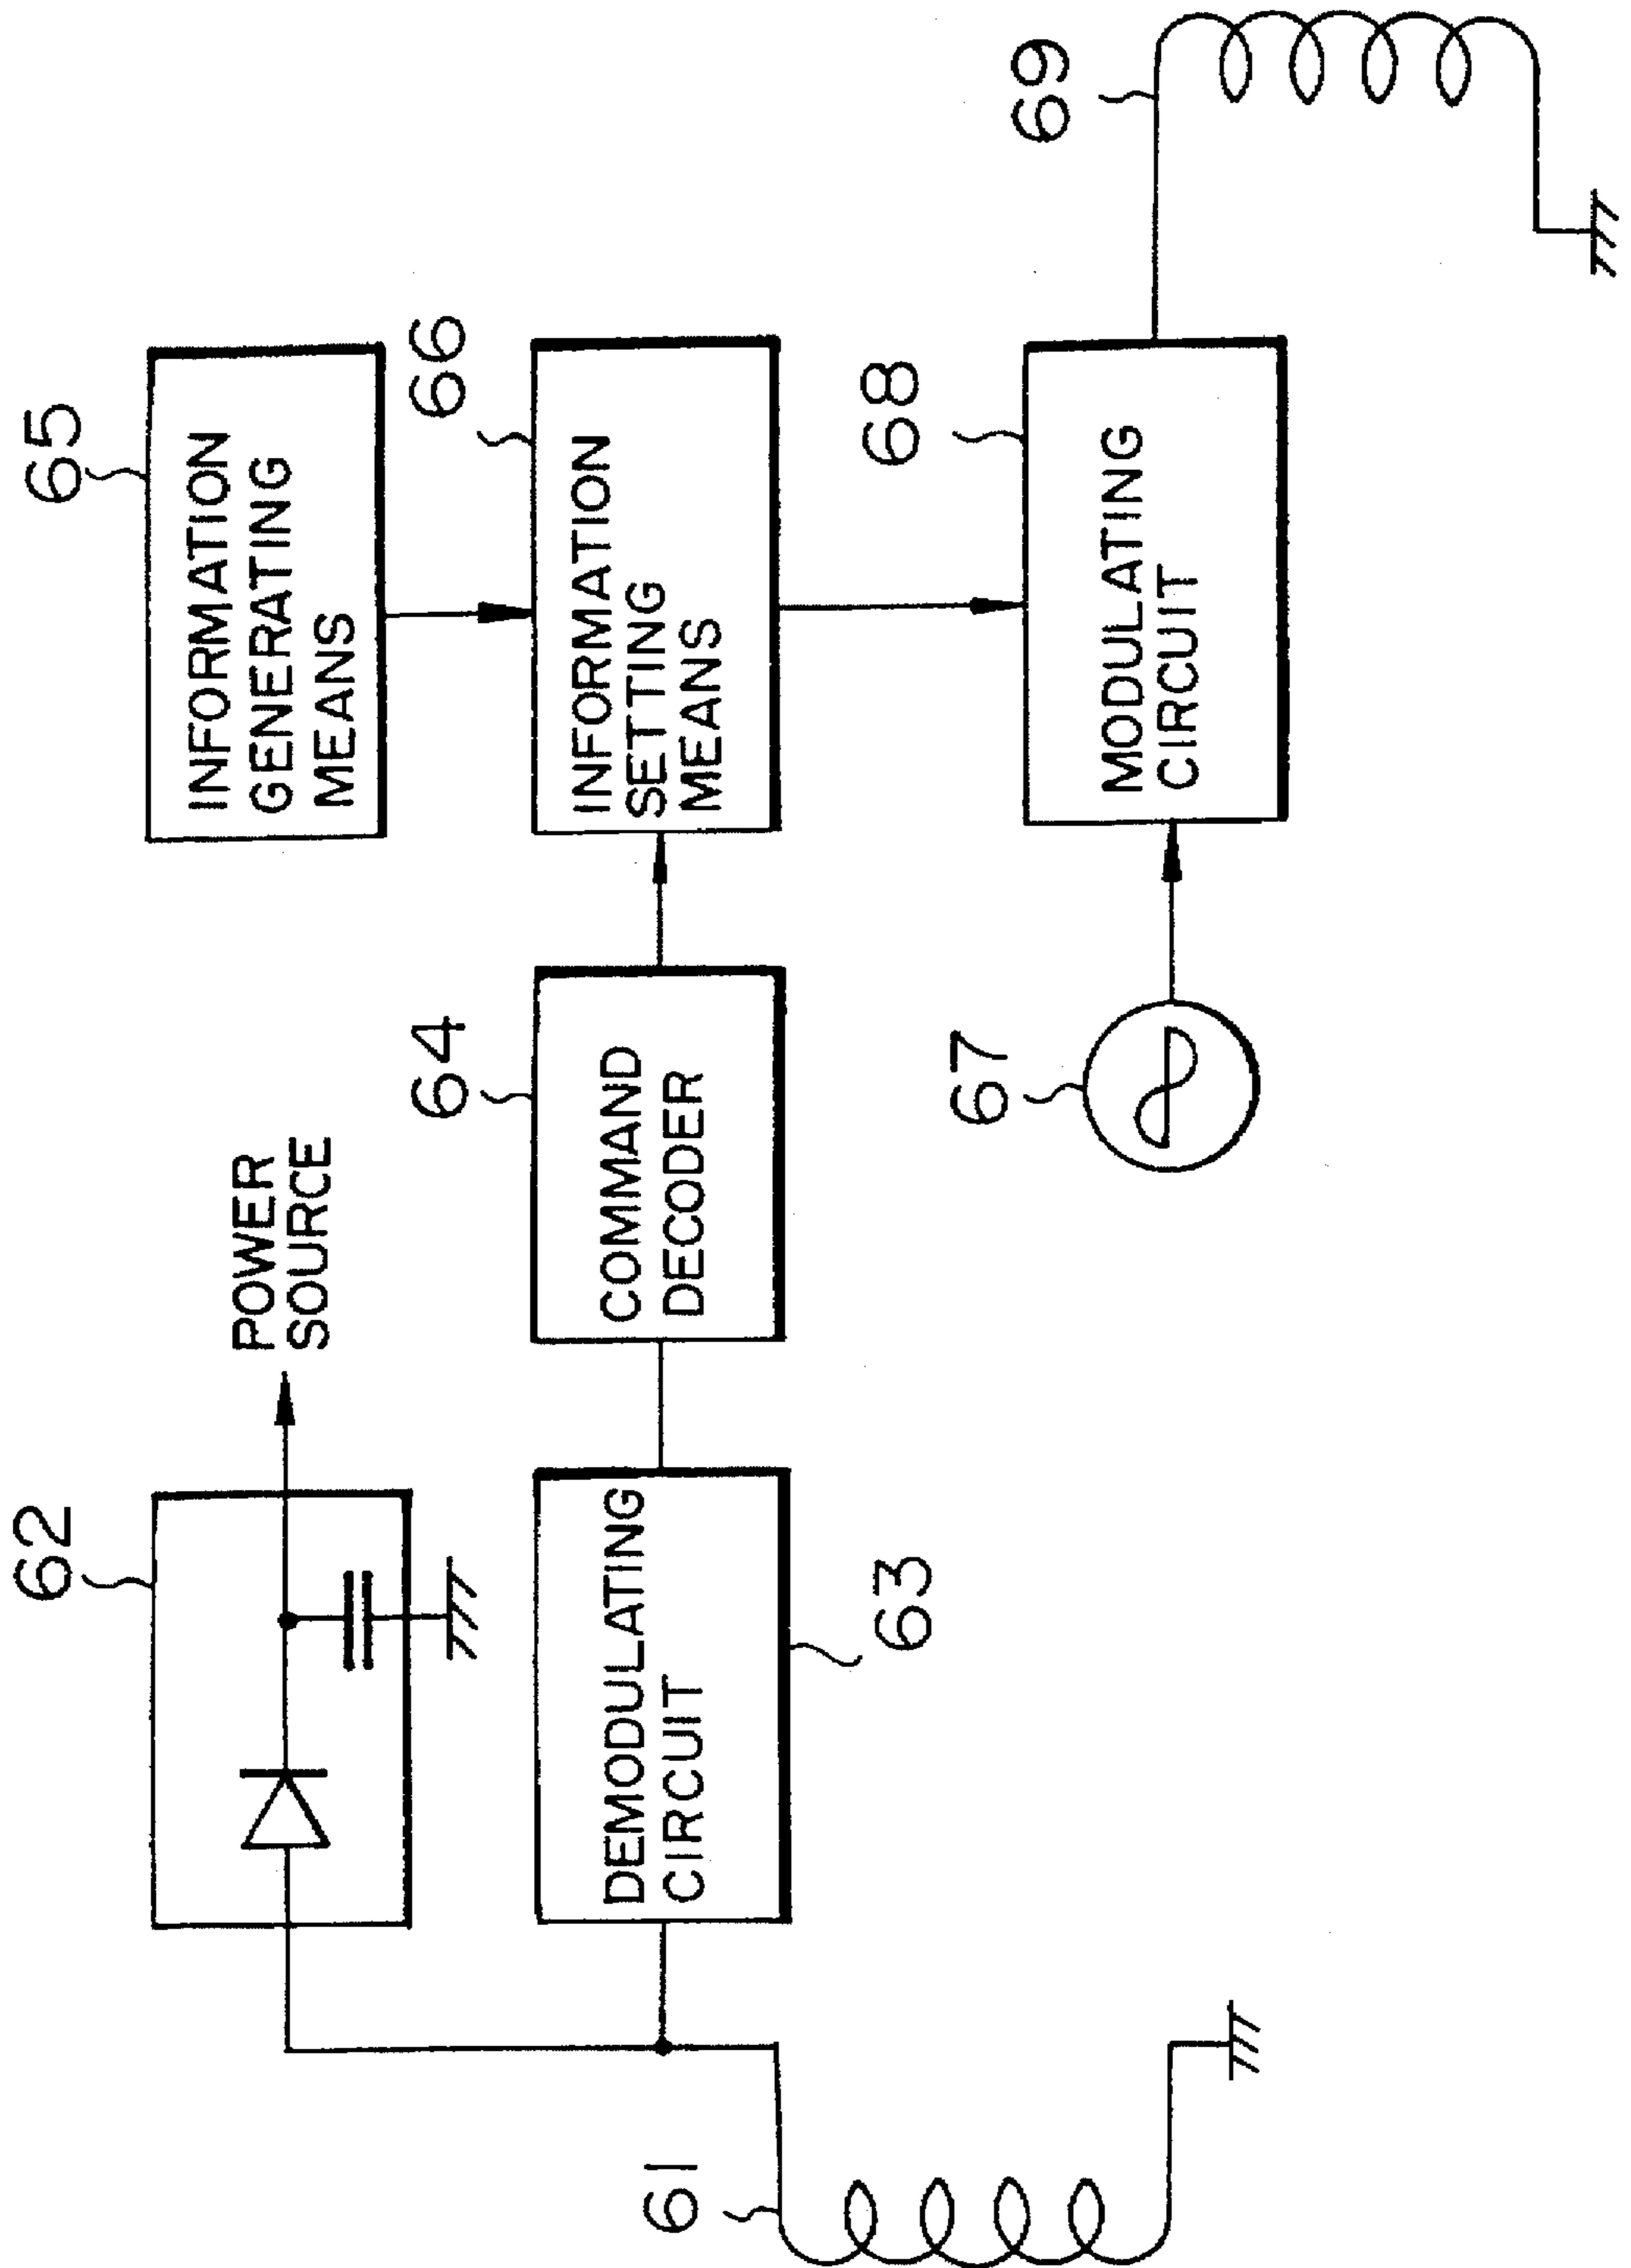 62
POWER
SOURCE
65
INFORMATION
GENERATING
MEANS
64
66
DEMODULATING
CIRCUIT
COMMAND
DECODER
INFORMATION
SETTING
MEANS
63
61
67
68
MODULATING
CIRCUIT
69